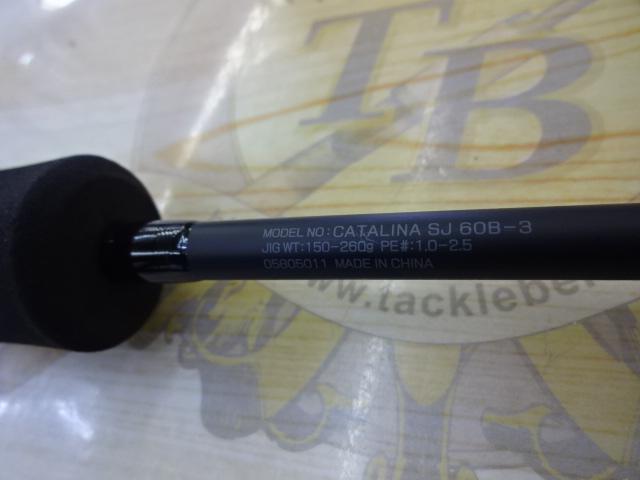 TB
MODEL NO:CATALINA SJ 60B-3
JIG WT:150-260g PE#:1.0-2.5
05805011 MADE IN CHINA
www.tackleber